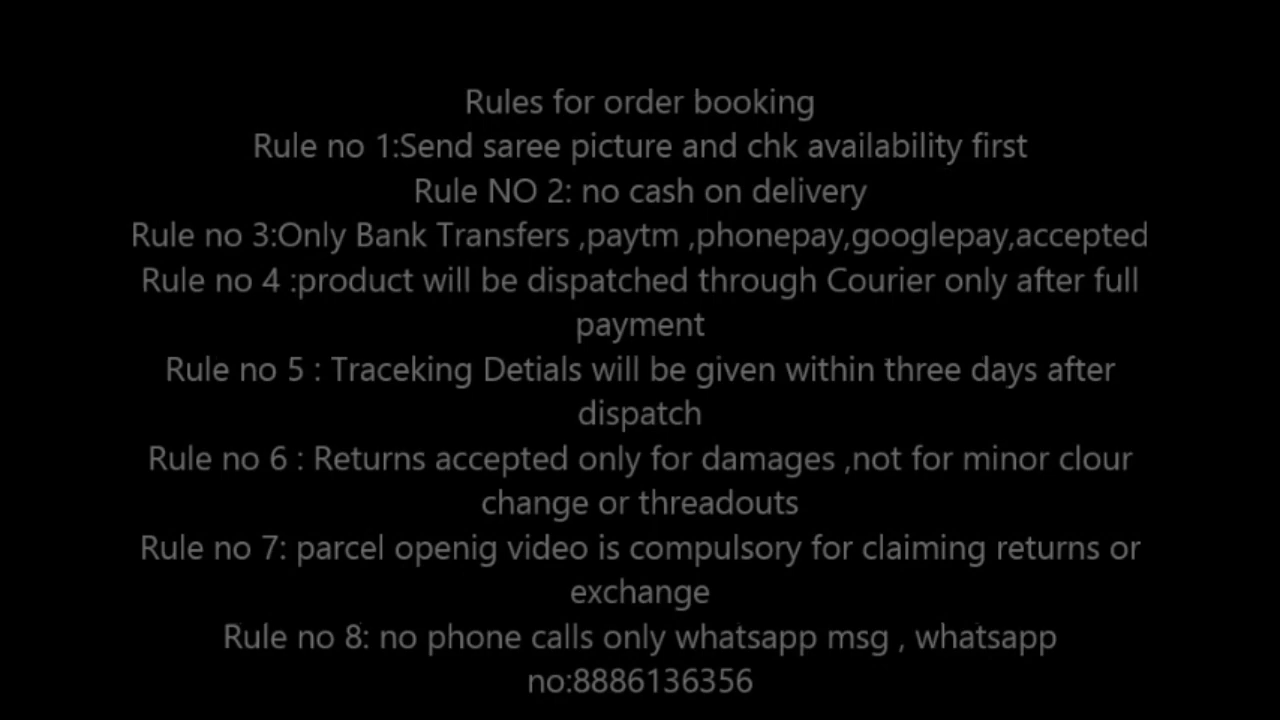 Rules for order booking
Rule no 1:Send saree picture and chk availability first
Rule NO 2: no cash on delivery
Rule no 3:Only Bank Transfers ,paytm ,phonepay,googlepay,accepted
Rule no 4 :product will be dispatched through Courier only after full
payment
Rule no 5 : Traceking Detials will be given within three days after
dispatch
Rule no 6 : Returns accepted only for damages ,not for minor clour
change or threadouts
Rule no 7: parcel openig video is compulsory for claiming returns or
exchange
Rule no 8: no phone calls only whatsapp msg , whatsapp
no:8886136356